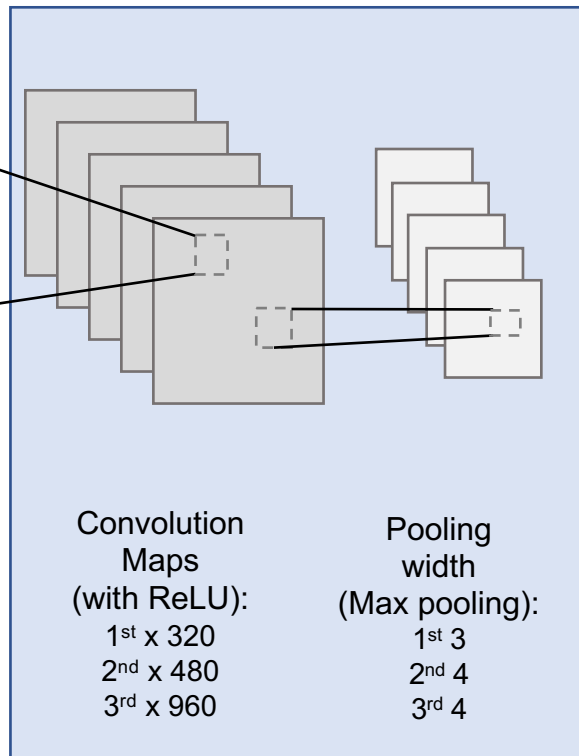 Convolution
Maps
(with ReLU):
1st x 320
2nd x 480
3rd x 960
Pooling
width
(Max pooling):
1st 3
2nd 4
3rd 4